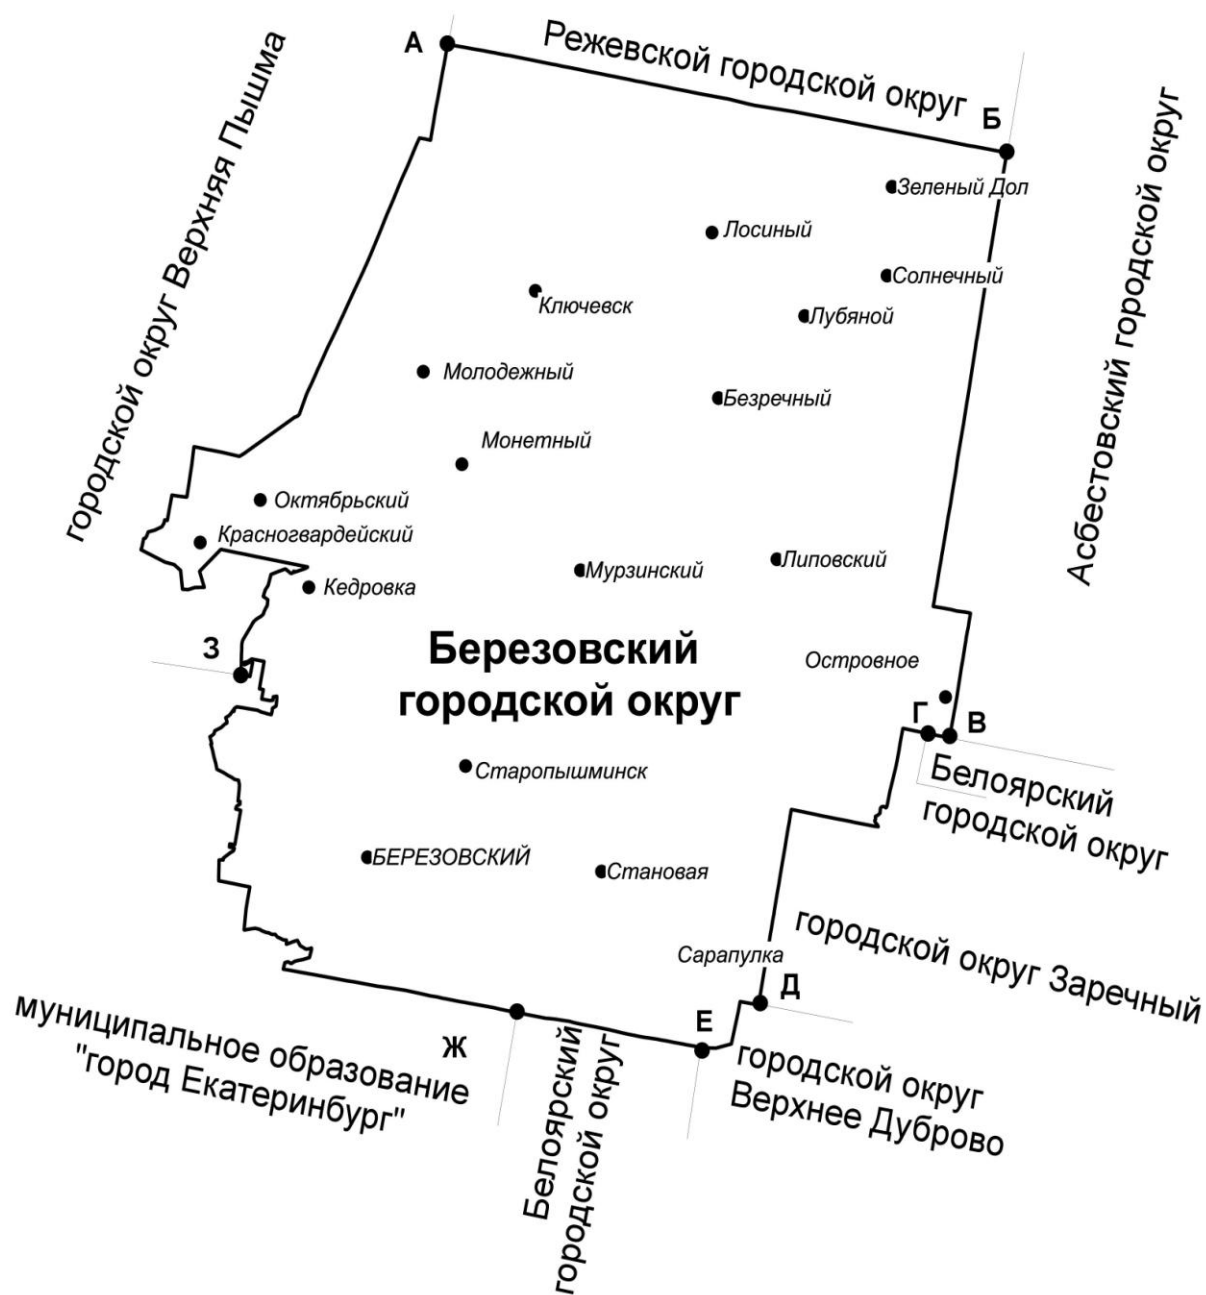 А
Режевской городской округ
Б
городской округ Верхняя Пышма
Асбестовский городской округ
Зеленый Дол
Лосиный
Солнечный
Ключевск
Лубяной
Молодежный
Безречный
Монетный
Октябрьский
Красногвардейский
Липовский
Мурзинский
Кедровка
З
Березовский
городской округ
Островное
Г
В
Белоярский
городской округ
Старопышминск
БЕРЕЗОВСКИЙ
Становая
городской округ Заречный
Сарапулка
Д
Е
Ж
муниципальное образование
"город Екатеринбург"
Белоярский
городской округ
городской округ
Верхнее Дуброво